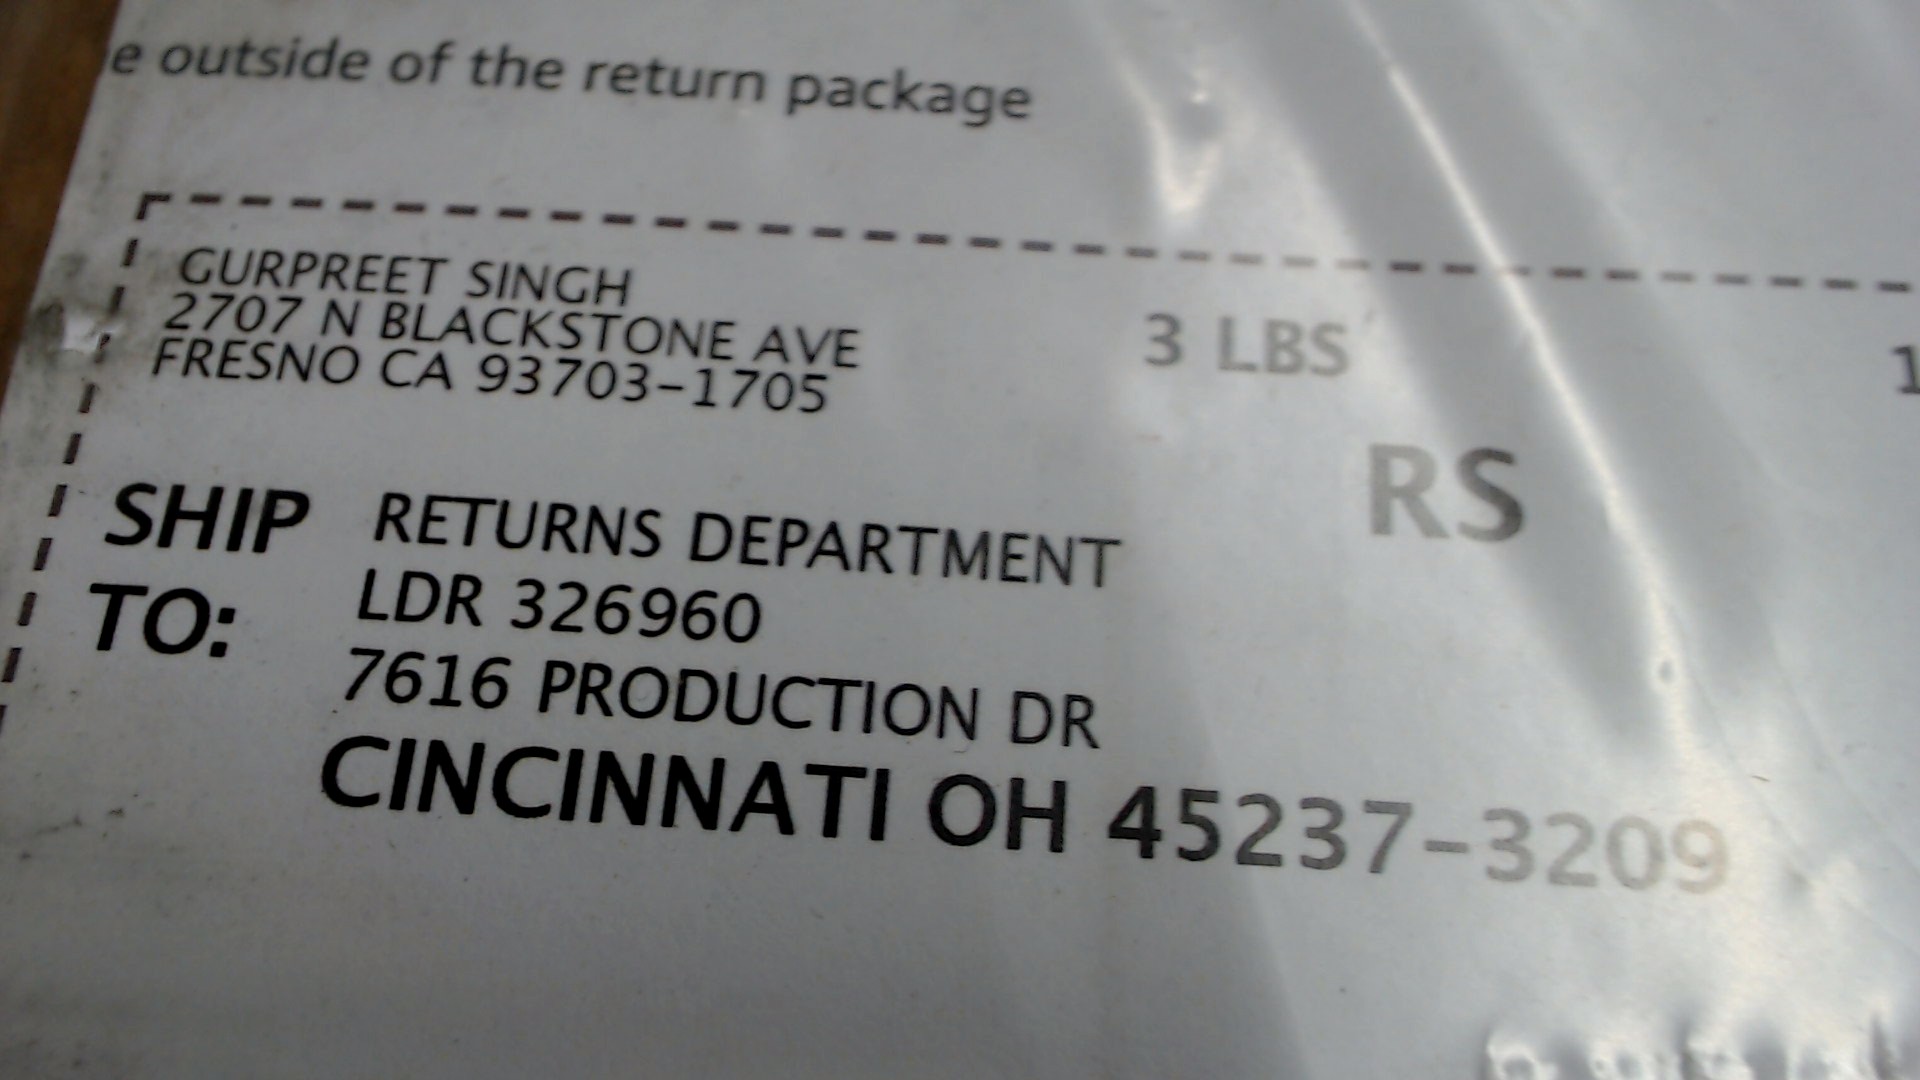 e outside of the return package
GURPREET SINGH
2707 N BLACKSTONE AVE
FRESNO CA 93703-1705
3 LBS
1
RS
SHIP TO:
RETURNS DEPARTMENT
LDR 326960
7616 PRODUCTION DR
CINCINNATI OH 45237-3209